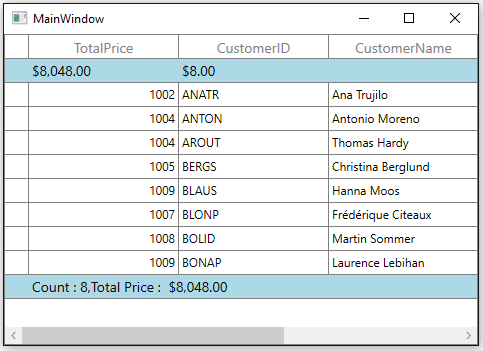 MainWindow
TotalPrice CustomerID CustomerName
$8,048.00 $8.00
1002 ANATR Ana Trujilo
1004 ANTON Antonio Moreno
1004 AROUT Thomas Hardy
1005 BERGS Christina Berglund
1009 BLAUS Hanna Moos
1007 BLONP Frédérique Citeaux
1008 BOLID Martin Sommer
1009 BONAP Laurence Lebihan
Count : 8,Total Price :  $8,048.00